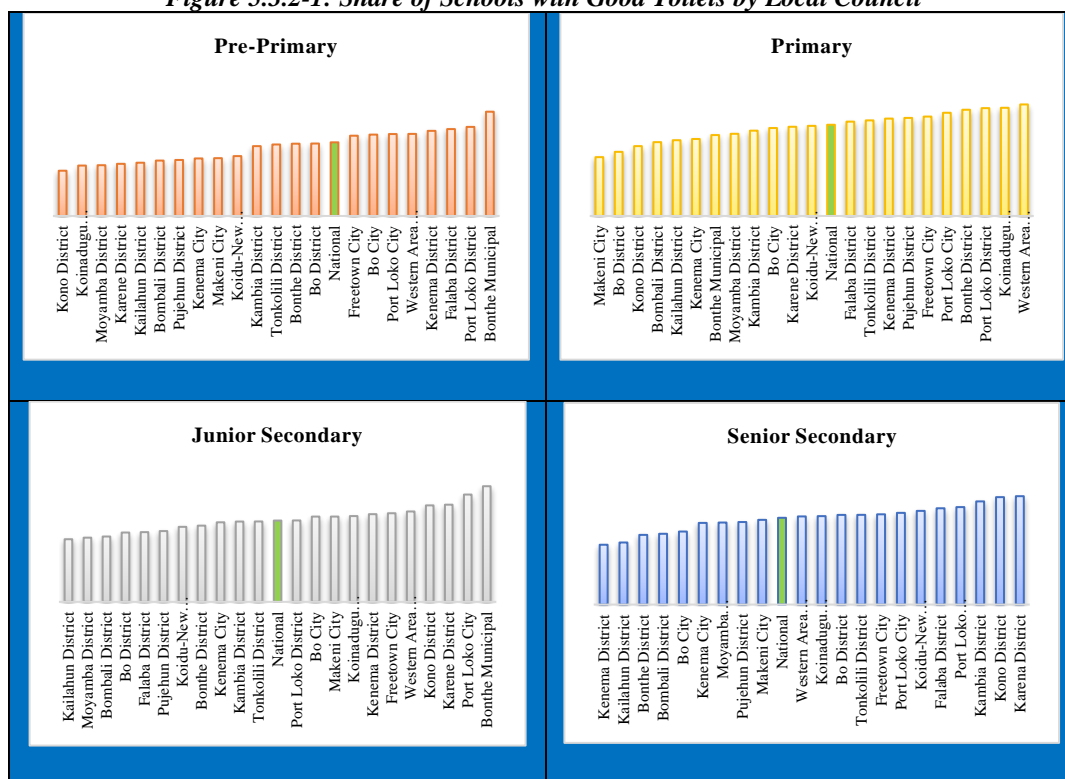 Figure 3.3.2-1: Share of Schools with Good Toilets by Local Council
Pre-Primary
Kono District
Koinadugu…
Moyamba District
Karene District
Kailahun District
Bombali District
Pujehun District
Kenema City
Makeni City
Koidu-New…
Kambia District
Tonkolili District
Bonthe District
Bo District
National
Freetown City
Bo City
Port Loko City
Western Area…
Kenema District
Falaba District
Port Loko District
Bonthe Municipal
Primary
Makeni City
Bo District
Kono District
Bombali District
Kailahun District
Kenema City
Bonthe Municipal
Moyamba District
Kambia District
Bo City
Karene District
Koidu-New…
National
Falaba District
Tonkolili District
Kenema District
Pujehun District
Freetown City
Port Loko City
Bonthe District
Port Loko District
Koinadugu…
Western Area…
Junior Secondary
Kailahun District
Moyamba District
Bombali District
Bo District
Falaba District
Pujehun District
Koidu-New…
Bonthe District
Kenema City
Kambia District
Tonkolili District
National
Port Loko District
Bo City
Makeni City
Koinadugu…
Kenema District
Freetown City
Western Area…
Kono District
Karene District
Port Loko City
Bonthe Municipal
Senior Secondary
Kenema District
Kailahun District
Bonthe District
Bombali District
Bo City
Kenema City
Moyamba…
Pujehun District
Makeni City
National
Western Area…
Koinadugu…
Bo District
Tonkolili District
Freetown City
Port Loko City
Koidu-New…
Falaba District
Port Loko…
Kambia District
Kono District
Karena District